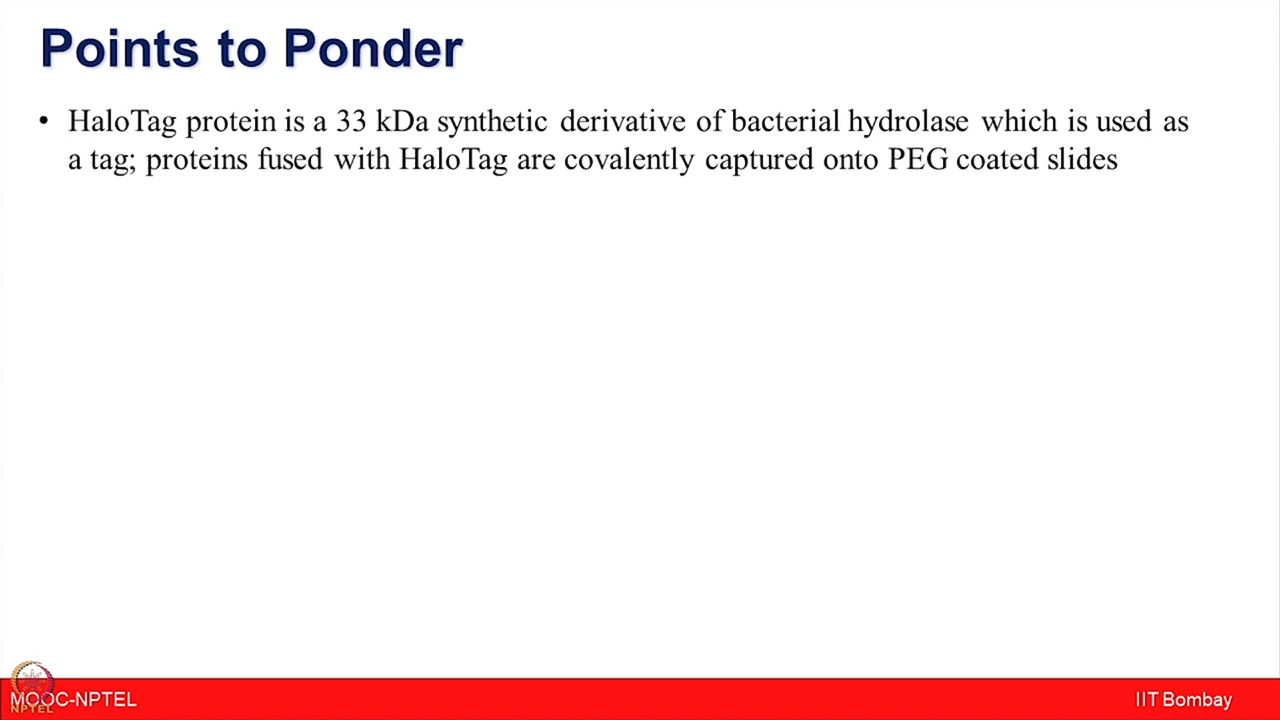 Points to Ponder
• HaloTag protein is a 33 kDa synthetic derivative of bacterial hydrolase which is used as
a tag; proteins fused with HaloTag are covalently captured onto PEG coated slides
MOOC-NPTEL
NPTEL
IIT Bombay